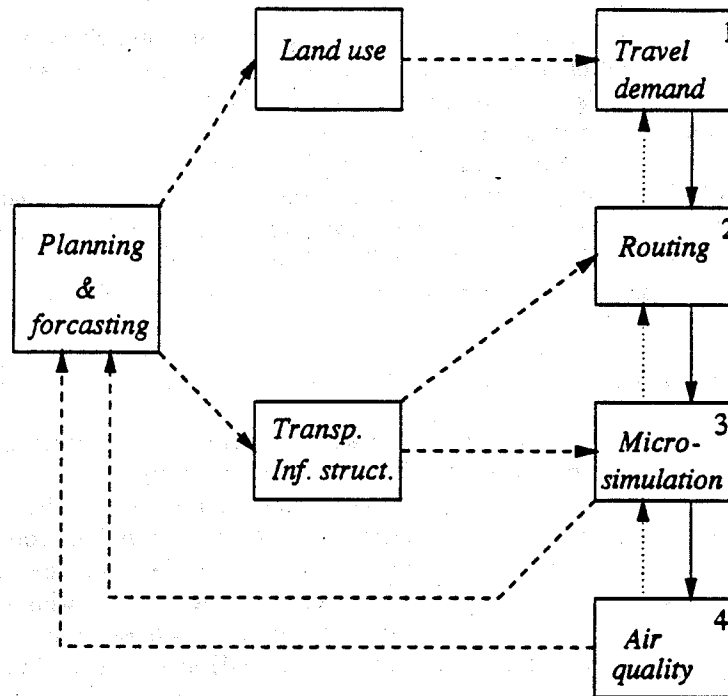 Land use
1
Travel
demand
Planning
&
forcasting
2
Routing
Transp.
Inf. struct.
3
Micro-
simulation
4
Air
quality